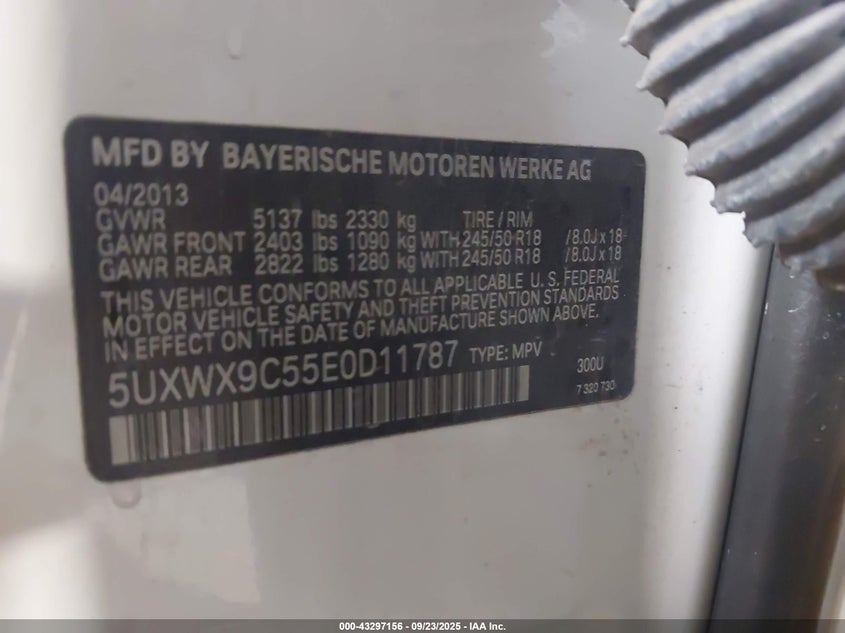 MFD BY BAYERISCHE MOTOREN WERKE AG
04/2013
GVWR 5137 lbs 2330 kg TIRE / RIM
GAWR FRONT 2403 lbs 1090 kg WITH 245/50 R18 /8.0J x 18
GAWR REAR 2822 lbs 1280 kg WITH 245/50 R18 /8.0J x 18
THIS VEHICLE CONFORMS TO ALL APPLICABLE U. S. FEDERAL
MOTOR VEHICLE SAFETY AND THEFT PREVENTION STANDARDS
IN EFFECT ON THE DATE OF MANUFACTURE SHOWN ABOVE.
5UXWX9C55E0D11787 TYPE: MPV 300U
7 320 730
000-43297156 | 09/23/2025 - IAA Inc.